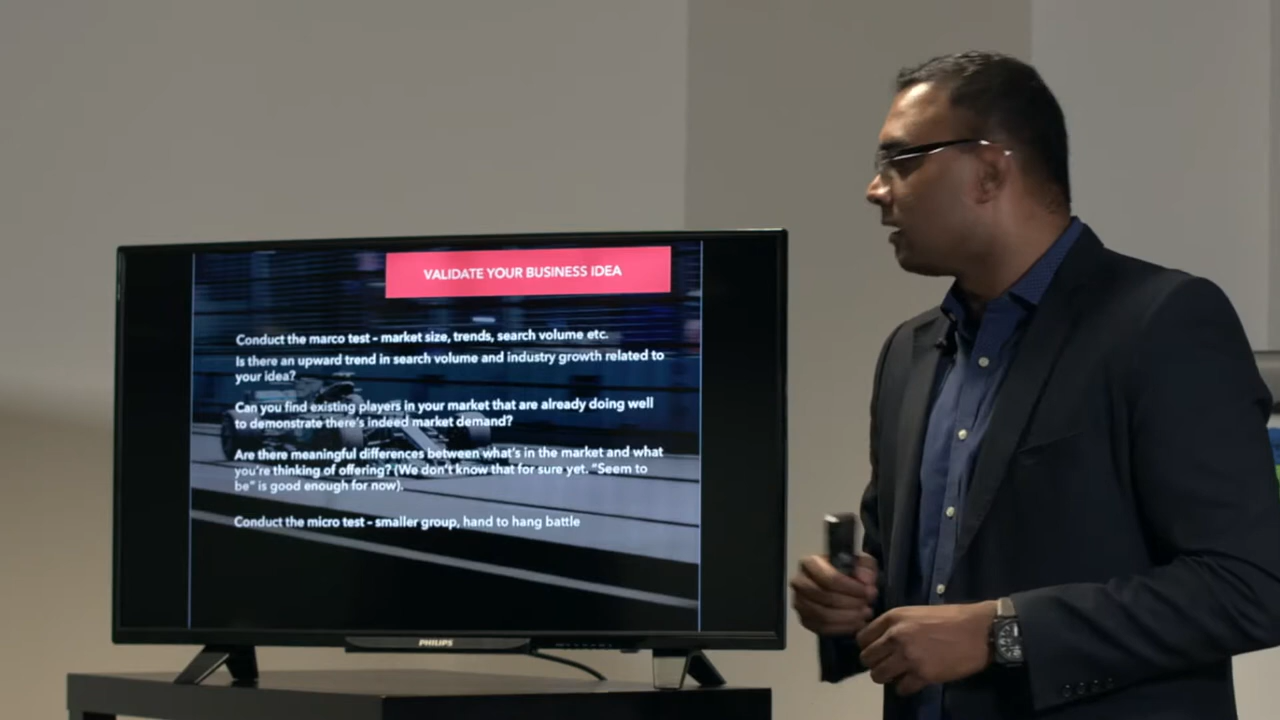 VALIDATE YOUR BUSINESS IDEA
Conduct the marco test – market size, trends, search volume etc.
Is there an upward trend in search volume and industry growth related to
your idea?
Can you find existing players in your market that are already doing well
to demonstrate there's indeed market demand?
Are there meaningful differences between what's in the market and what
you're thinking of offering? (We don't know that for sure yet. "Seem to
be" is good enough for now).
Conduct the micro test – smaller group, hand to hang battle
PHILIPS